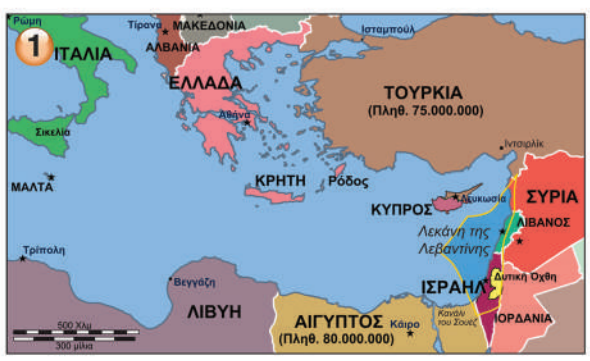 Ρώμη
1
ΙΤΑΛΙΑ
Τίρανα
ΑΛΒΑΝΙΑ
ΜΑΚΕΔΟΝΙΑ
Ισταμπούλ
ΕΛΛΑΔΑ
Αθήνα
ΤΟΥΡΚΙΑ
(Πληθ. 75.000.000)
Σικελία
Ιντσιρλίκ
ΜΑΛΤΑ
ΚΡΗΤΗ
Ρόδος
ΚΥΠΡΟΣ
Λευκωσία
ΣΥΡΙΑ
ΛΙΒΑΝΟΣ
Λεκάνη της
Λεβαντίνης
Τρίπολη
Βεγγάζη
ΙΣΡΑΗΛ
Δυτική Όχθη
ΛΙΒΥΗ
ΑΙΓΥΠΤΟΣ
(Πληθ. 80.000.000)
Κάιρο
Κανάλι
του Σουές
ΙΟΡΔΑΝΙΑ
500 Χλμ
300 μίλια